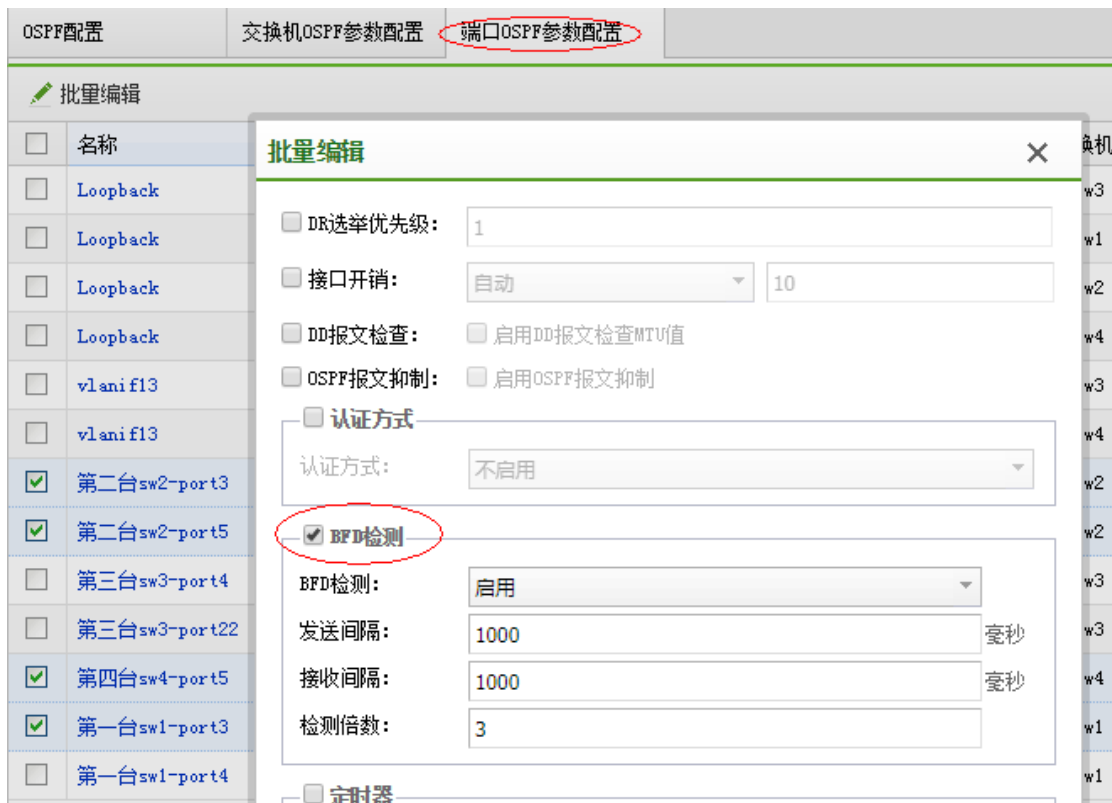 OSPF配置 交换机OSPF参数配置 端口OSPF参数配置
批量编辑
名称
换机
Loopback
w3
Loopback
w1
Loopback
w2
Loopback
w4
vlanif13
w3
vlanif13
w4
第二台sw2-port3
w2
第二台sw2-port5
w2
第三台sw3-port4
w3
第三台sw3-port22
w3
第四台sw4-port5
w4
第一台sw1-port3
w1
第一台sw1-port4
w1
批量编辑
DR选举优先级: 1
接口开销: 自动 10
DD报文检查: 启用DD报文检查MTU值
OSPF报文抑制: 启用OSPF报文抑制
认证方式
认证方式: 不启用
BFD检测
BFD检测: 启用
发送间隔: 1000 毫秒
接收间隔: 1000 毫秒
检测倍数: 3
定时器